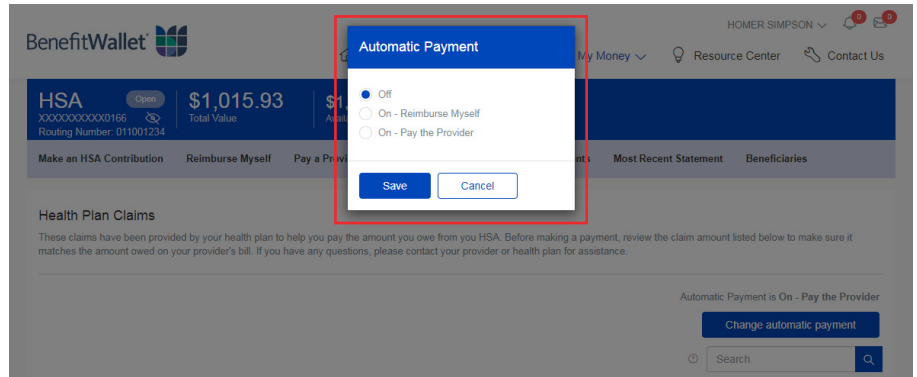 HOMER SIMPSON
0
0
BenefitWallet
My Money
Resource Center
Contact Us
Automatic Payment
Off
On - Reimburse Myself
On - Pay the Provider
Save
Cancel
HSA
Open
XXXXXXXXXX0166
Routing Number: 011001234
$1,015.93
Total Value
$1,
Make an HSA Contribution
Reimburse Myself
Pay a
Most Recent Statement
Beneficiaries
Health Plan Claims
These claims have been provided by your health plan to help you pay the amount you owe from you HSA. Before making a payment, review the claim amount listed below to make sure it
matches the amount owed on your provider's bill. If you have any questions, please contact your provider or health plan for assistance.
Automatic Payment is On - Pay the Provider
Change automatic payment
Search